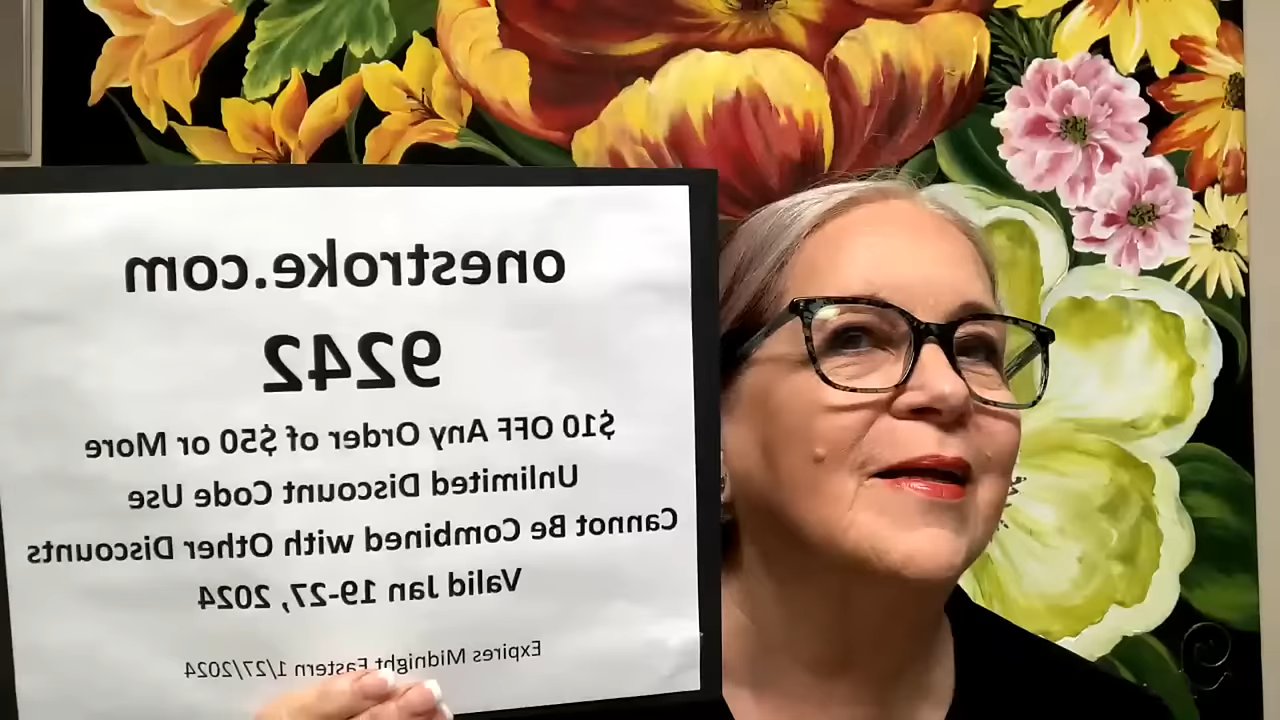 onestroke.com
9242
$10 OFF Any Order of $50 or More
Unlimited Discount Code Use
Cannot Be Combined with Other Discounts
Valid Jan 19-27, 2024
Expires Midnight Eastern 1/27/2024